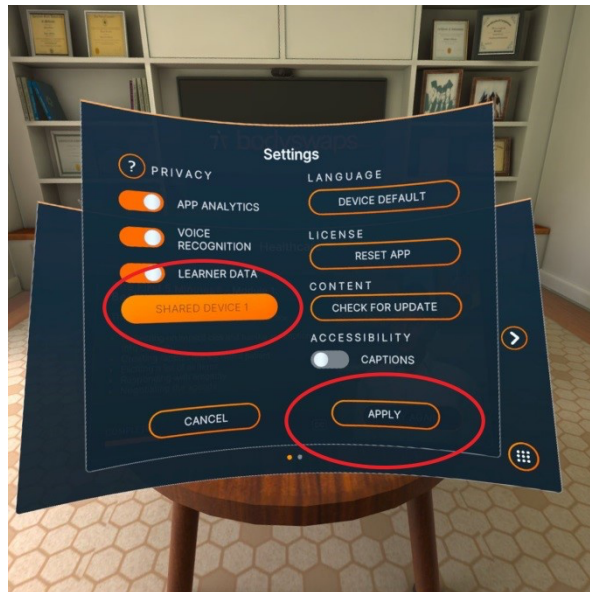 bodyswaps
Settings
?
PRIVACY
APP ANALYTICS
VOICE
RECOGNITION
LEARNER DATA
SHARED DEVICE 1
LANGUAGE
DEVICE DEFAULT
LICENSE
RESET APP
CONTENT
CHECK FOR UPDATE
ACCESSIBILITY
CAPTIONS
CANCEL
APPLY